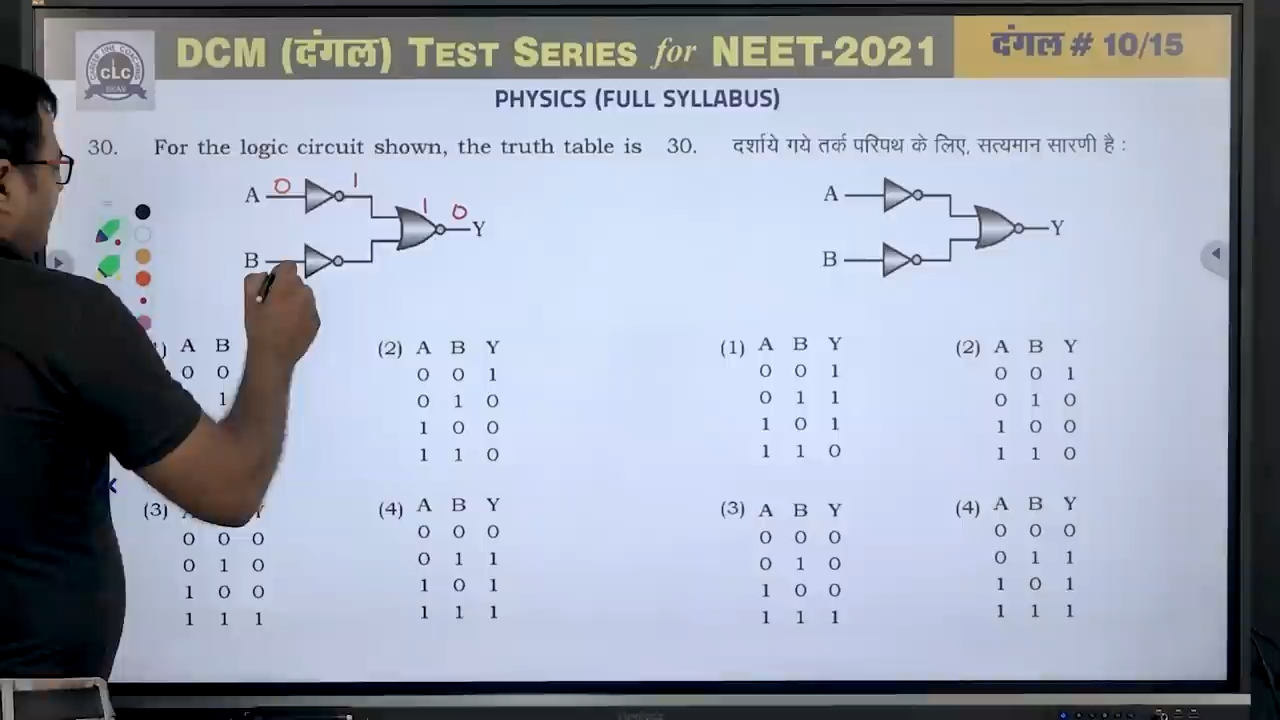 DCM (दंगल) TEST SERIES for NEET-2021
दंगल # 10/15
CLC
PHYSICS (FULL SYLLABUS)
30. For the logic circuit shown, the truth table is
A 0 1
1 0 Y
B
A B
0 0
1
(2) A B Y
0 0 1
0 1 0
1 0 0
1 1 0
(3)
0 0 0
0 1 0
1 0 0
1 1 1
(4) A B Y
0 0 0
0 1 1
1 0 1
1 1 1
30. दर्शाये गये तर्क परिपथ के लिए, सत्यमान सारणी है :
A
Y
B
(1) A B Y
0 0 1
0 1 1
1 0 1
1 1 0
(2) A B Y
0 0 1
0 1 0
1 0 0
1 1 0
(3) A B Y
0 0 0
0 1 0
1 0 0
1 1 1
(4) A B Y
0 0 0
0 1 1
1 0 1
1 1 1